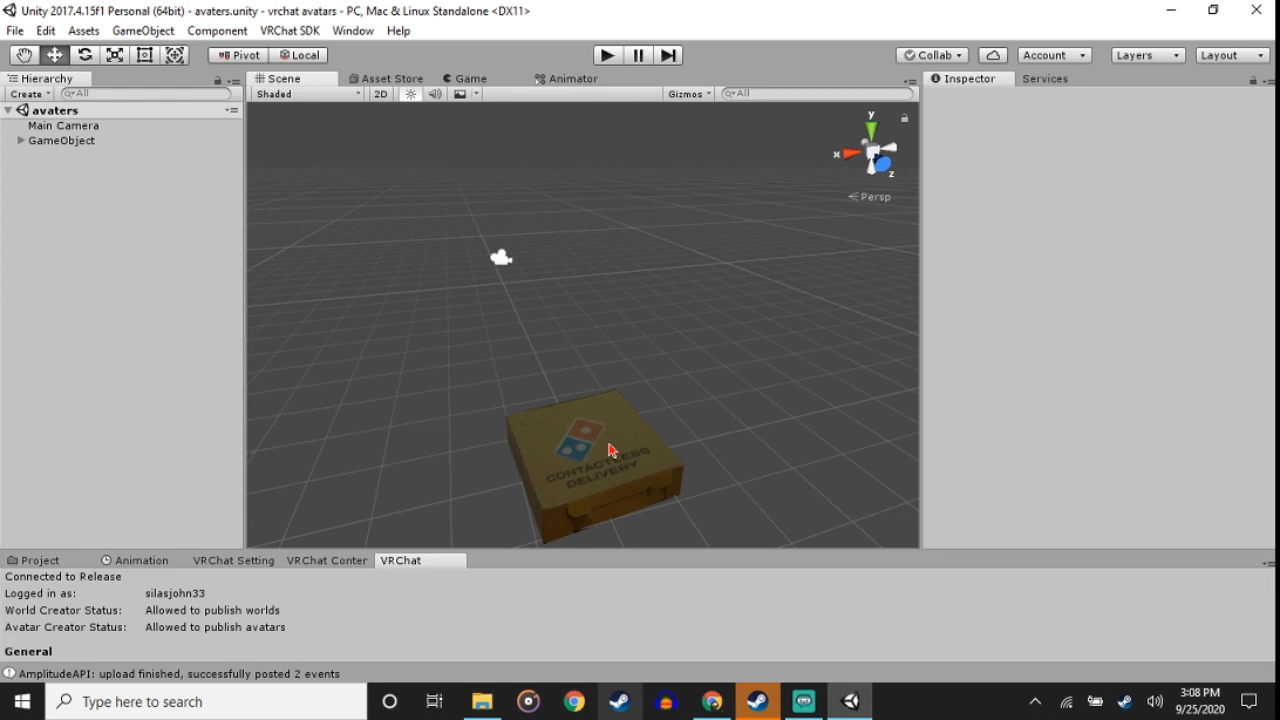 Unity 2017.4.15f1 Personal (64bit) - avaters.unity - vrchat avatars - PC, Mac & Linux Standalone <DX11>
File Edit Assets GameObject Component VRChat SDK Window Help
Pivot Local Collab Account Layers Layout
Hierarchy Scene Asset Store Game Animator Inspector Services
Create All Shaded 2D Gizmos All
avaters
Main Camera
GameObject
y
x
z
Persp
CONTACTLESS
DELIVERY
Project Animation VRChat Setting VRChat Conter VRChat
Connected to Release
Logged in as: silasjohn33
World Creator Status: Allowed to publish worlds
Avatar Creator Status: Allowed to publish avatars
General
AmplitudeAPI: upload finished, successfully posted 2 events
Type here to search
3:08 PM
9/25/2020